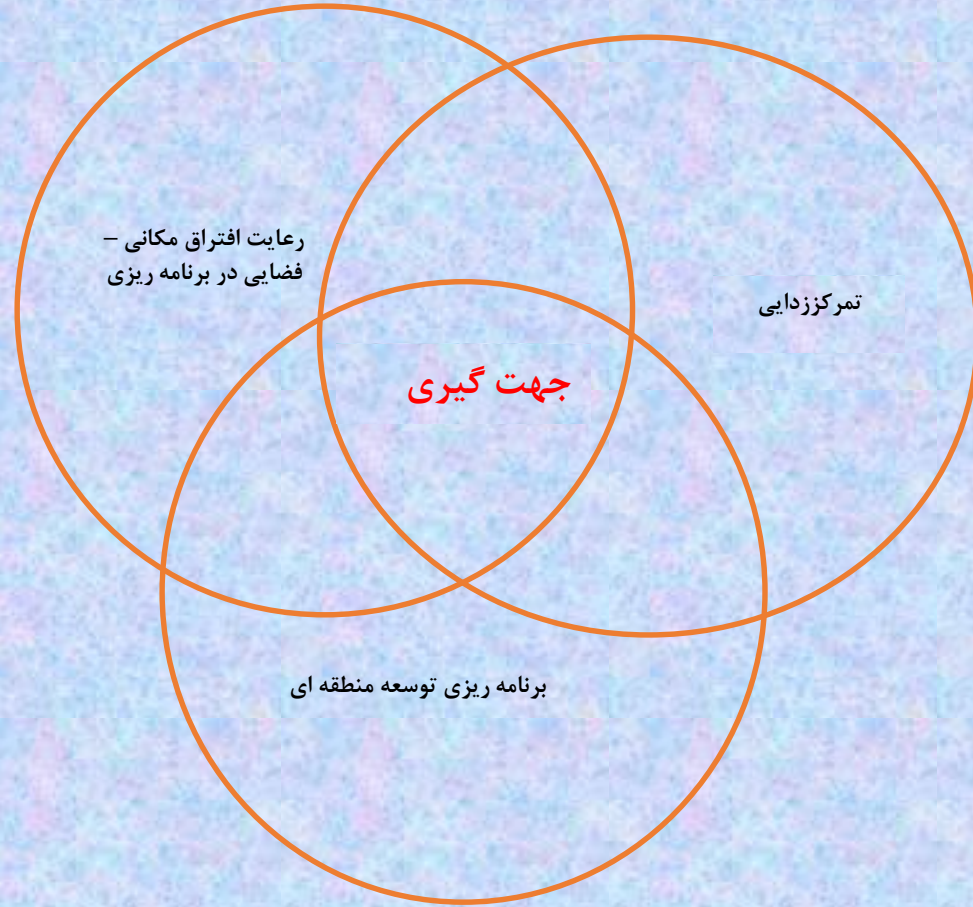 رعایت افتراق مکانی –
فضایی در برنامه ریزی
تمرکززدایی
جهت گیری
برنامه ریزی توسعه منطقه ای